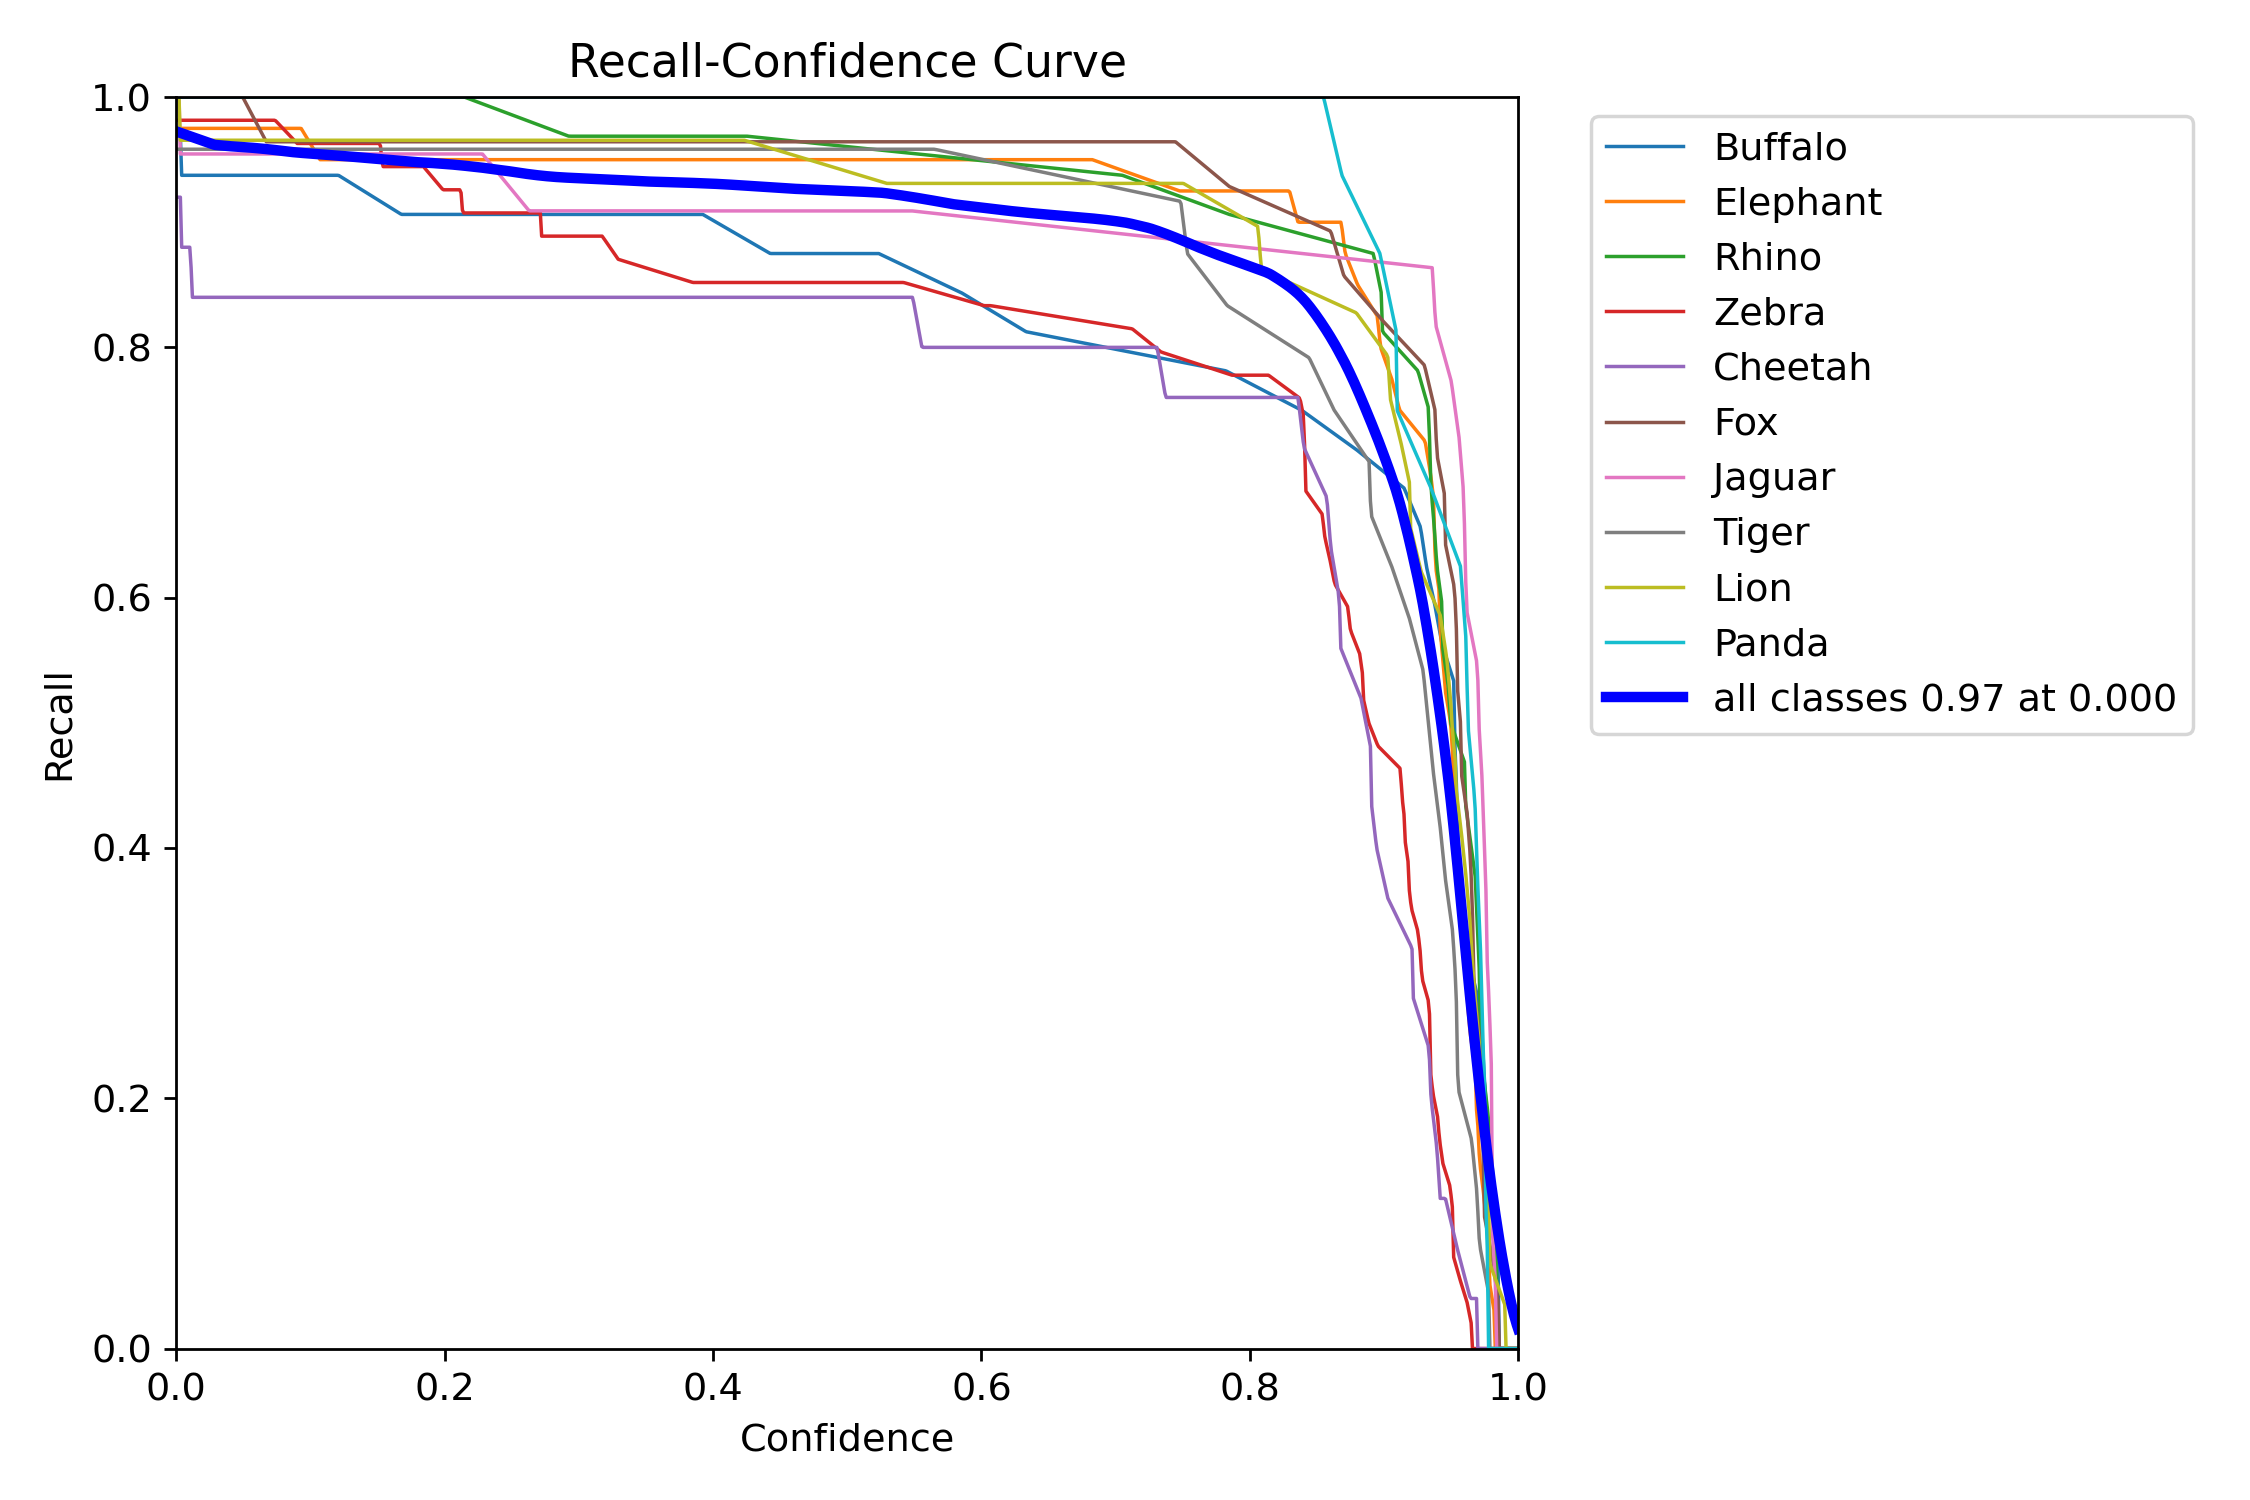 Recall-Confidence Curve
1.0
0.8
0.6
0.4
0.2
0.0
Recall
0.0 0.2 0.4 0.6 0.8 1.0
Confidence
Buffalo
Elephant
Rhino
Zebra
Cheetah
Fox
Jaguar
Tiger
Lion
Panda
all classes 0.97 at 0.000